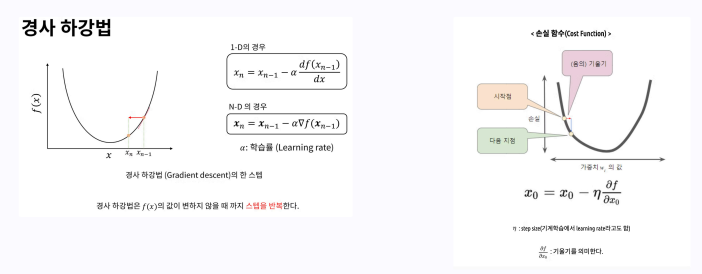 경사 하강법
1-D의 경우
x_n = x_{n-1} - α df(x_{n-1})/dx
N-D 의 경우
x_n = x_{n-1} - α∇f(x_{n-1})
α: 학습률 (Learning rate)
f(x)
x
x_n x_{n-1}
경사 하강법 (Gradient descent)의 한 스텝
경사 하강법은 f(x)의 값이 변하지 않을 때 까지 스텝을 반복한다.
< 손실 함수(Cost Function) >
(음의) 기울기
시작점
손실
다음 지점
가중치 w_i 의 값
x_0 = x_0 - η ∂f/∂x_0
η : step size(기계학습에서 learning rate라고도 함)
∂f/∂x_0 : 기울기를 의미한다.